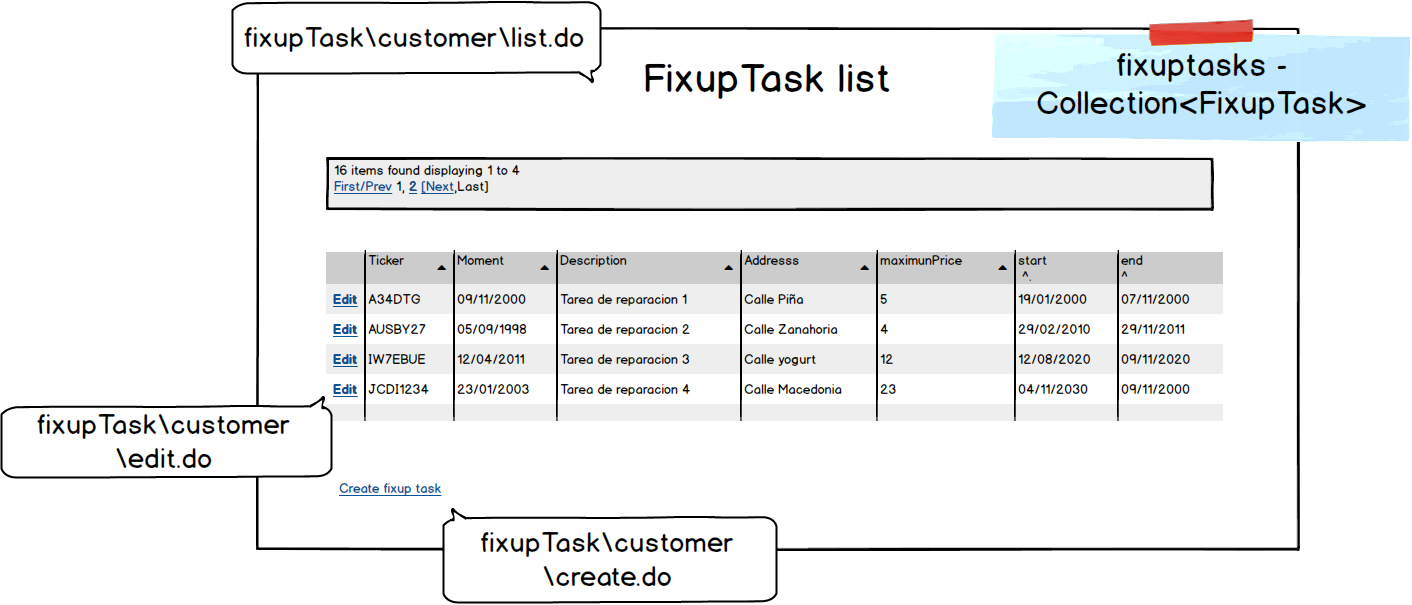 fixupTask\customer\list.do
FixupTask list
fixuptasks -
Collection<FixupTask>
16 items found displaying 1 to 4
First/Prev 1, 2 [Next,Last]
Ticker Moment Description Addresss maximunPrice start end
^. ^
Edit A34DTG 09/11/2000 Tarea de reparacion 1 Calle Piña 5 19/01/2000 07/11/2000
Edit AUSBY27 05/09/1998 Tarea de reparacion 2 Calle Zanahoria 4 29/02/2010 29/11/2011
Edit IW7EBUE 12/04/2011 Tarea de reparacion 3 Calle yogurt 12 12/08/2020 09/11/2020
Edit JCDI1234 23/01/2003 Tarea de reparacion 4 Calle Macedonia 23 04/11/2030 09/11/2000
fixupTask\customer
\edit.do
Create fixup task
fixupTask\customer
\create.do